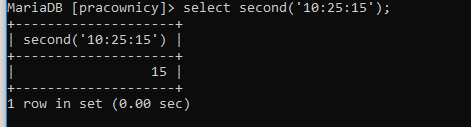 MariaDB [pracownicy]> select second('10:25:15');
+--------------------+
| second('10:25:15') |
+--------------------+
|                 15 |
+--------------------+
1 row in set (0.00 sec)